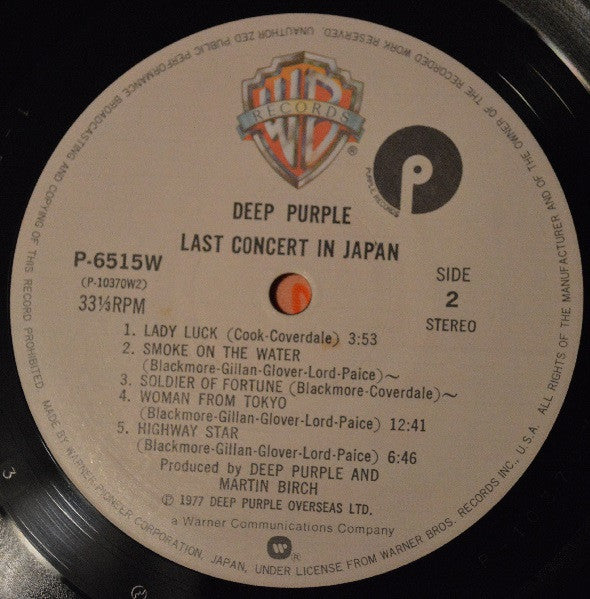 UNAUTHORIZED PUBLIC PERFORMANCE BROADCASTING AND COPYING OF THIS RECORD PROHIBITED.
ALL RIGHTS OF THE MANUFACTURER AND OF THE OWNER OF THE RECORDED WORK RESERVED
RECORDS
®
p
PURPLE RECORDS
DEEP PURPLE
LAST CONCERT IN JAPAN
P-6515W
(P-10370W2)
33⅓RPM
SIDE
2
STEREO
1. LADY LUCK (Cook-Coverdale) 3:53
2. SMOKE ON THE WATER
(Blackmore-Gillan-Glover-Lord-Paice)~
3. SOLDIER OF FORTUNE (Blackmore-Coverdale)~
4. WOMAN FROM TOKYO
(Blackmore-Gillan-Glover-Lord-Paice) 12:41
5. HIGHWAY STAR
(Blackmore-Gillan-Glover-Lord-Paice) 6:46
Produced by DEEP PURPLE AND
MARTIN BIRCH
Ⓟ 1977 DEEP PURPLE OVERSEAS LTD.
a Warner Communications Company
®
MADE BY WARNER-PIONEER CORPORATION, JAPAN, UNDER LICENSE FROM WARNER BROS. RECORDS INC., U.S.A.
3